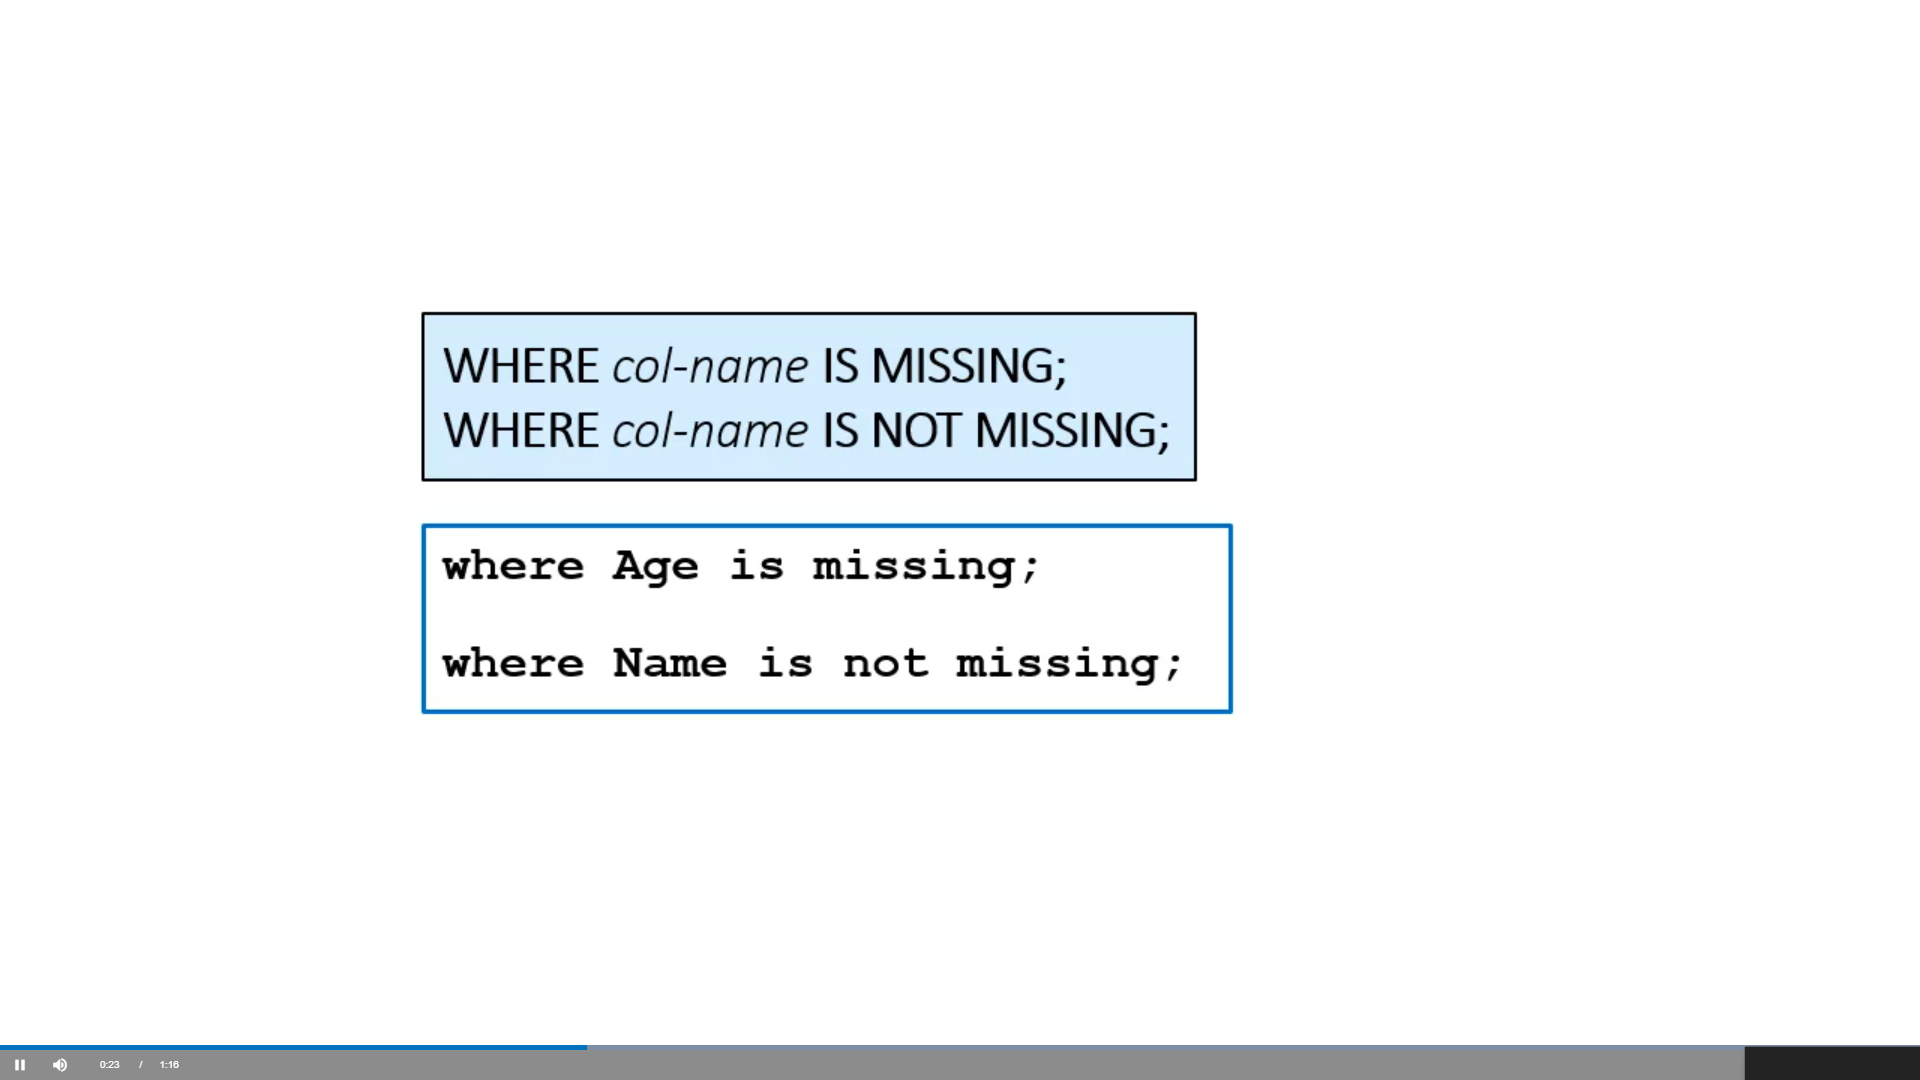 WHERE col-name IS MISSING;
WHERE col-name IS NOT MISSING;
where Age is missing;
where Name is not missing;
0:23 / 1:16